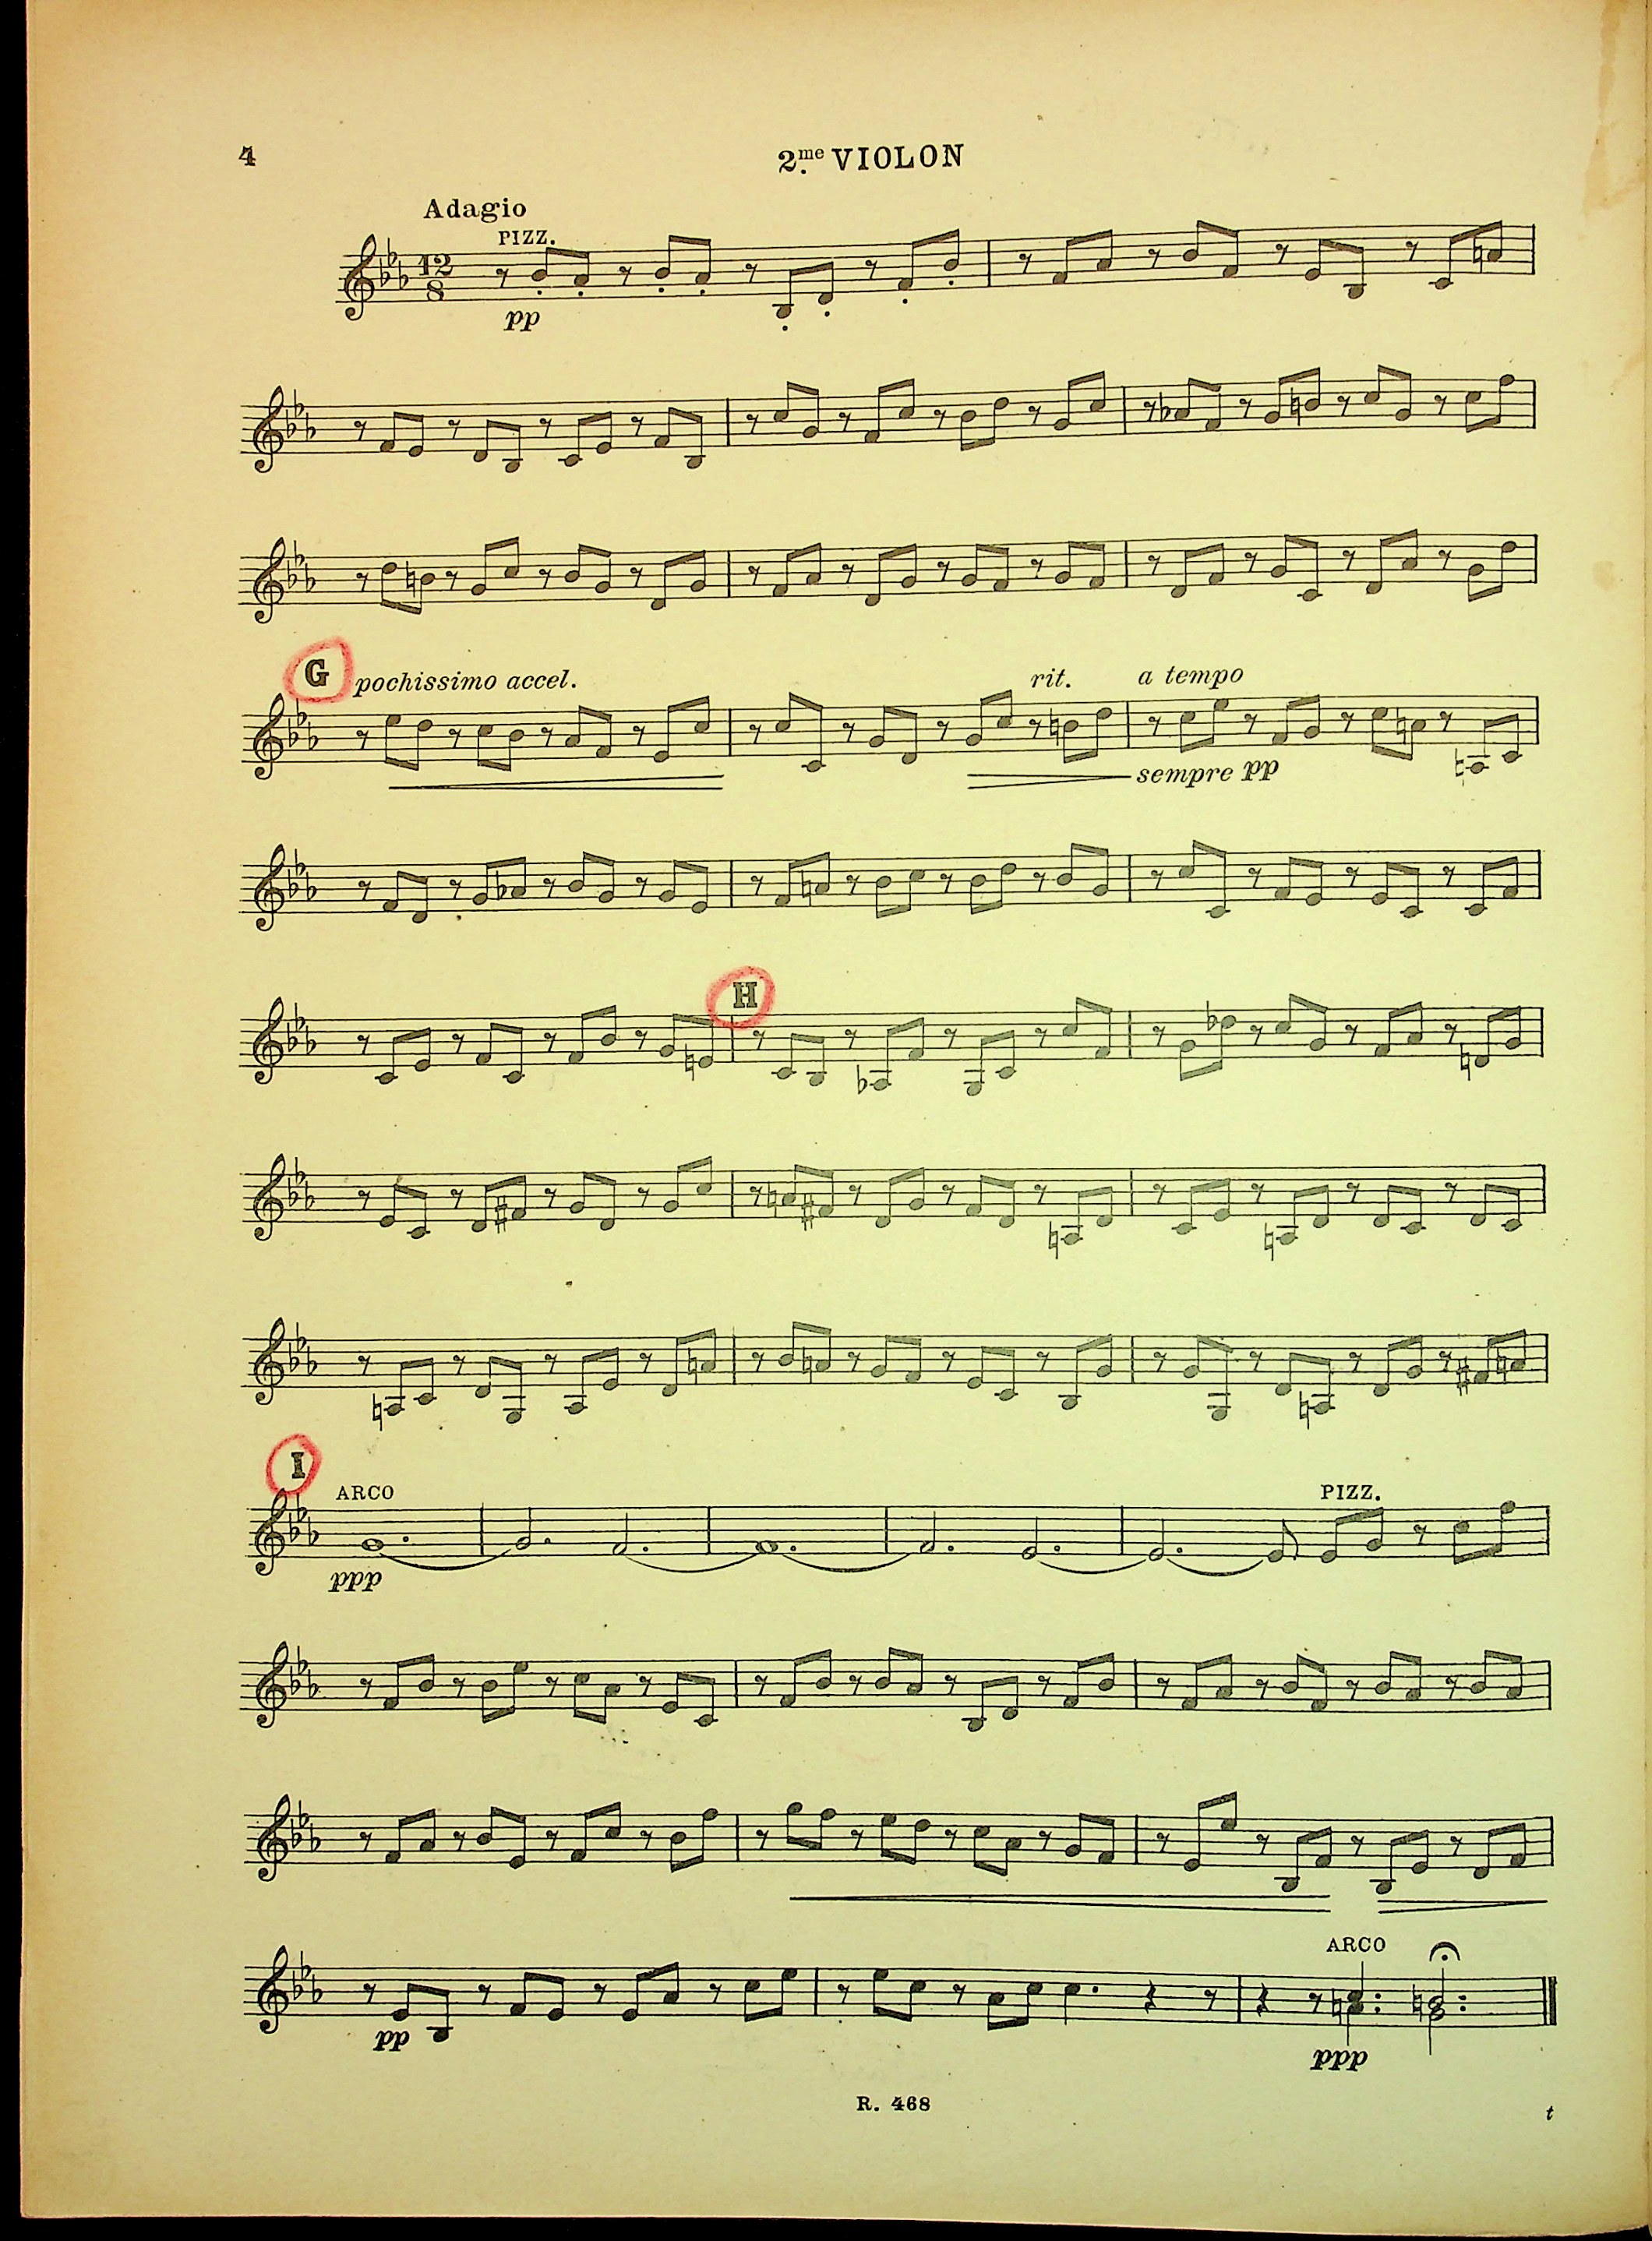 4
2.me VIOLON
Adagio
PIZZ.
12
8
pp
G pochissimo accel. rit. a tempo
sempre pp
H
I
ARCO PIZZ.
ppp
ARCO
pp
ppp
R. 468
t